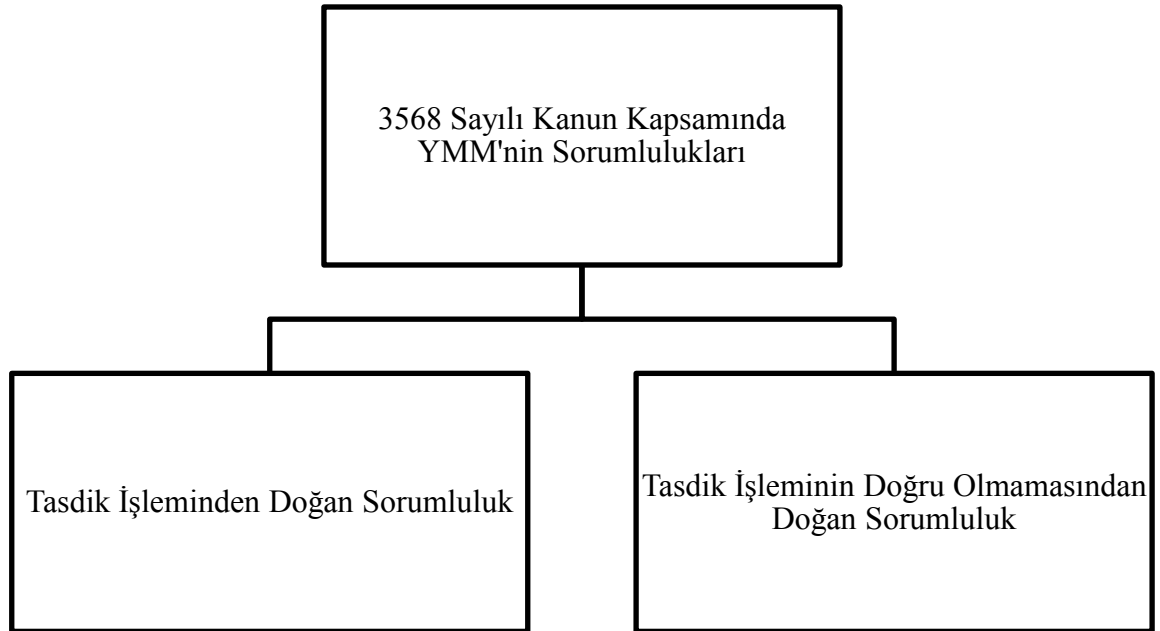 3568 Sayılı Kanun Kapsamında
YMM'nin Sorumlulukları
Tasdik İşleminden Doğan Sorumluluk
Tasdik İşleminin Doğru Olmamasından
Doğan Sorumluluk